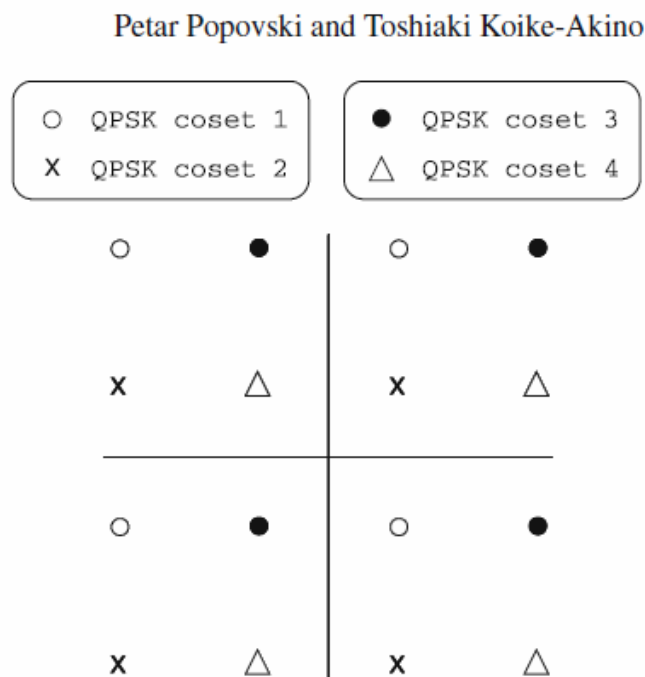 Petar Popovski and Toshiaki Koike-Akino
○ QPSK coset 1
x QPSK coset 2
● QPSK coset 3
△ QPSK coset 4